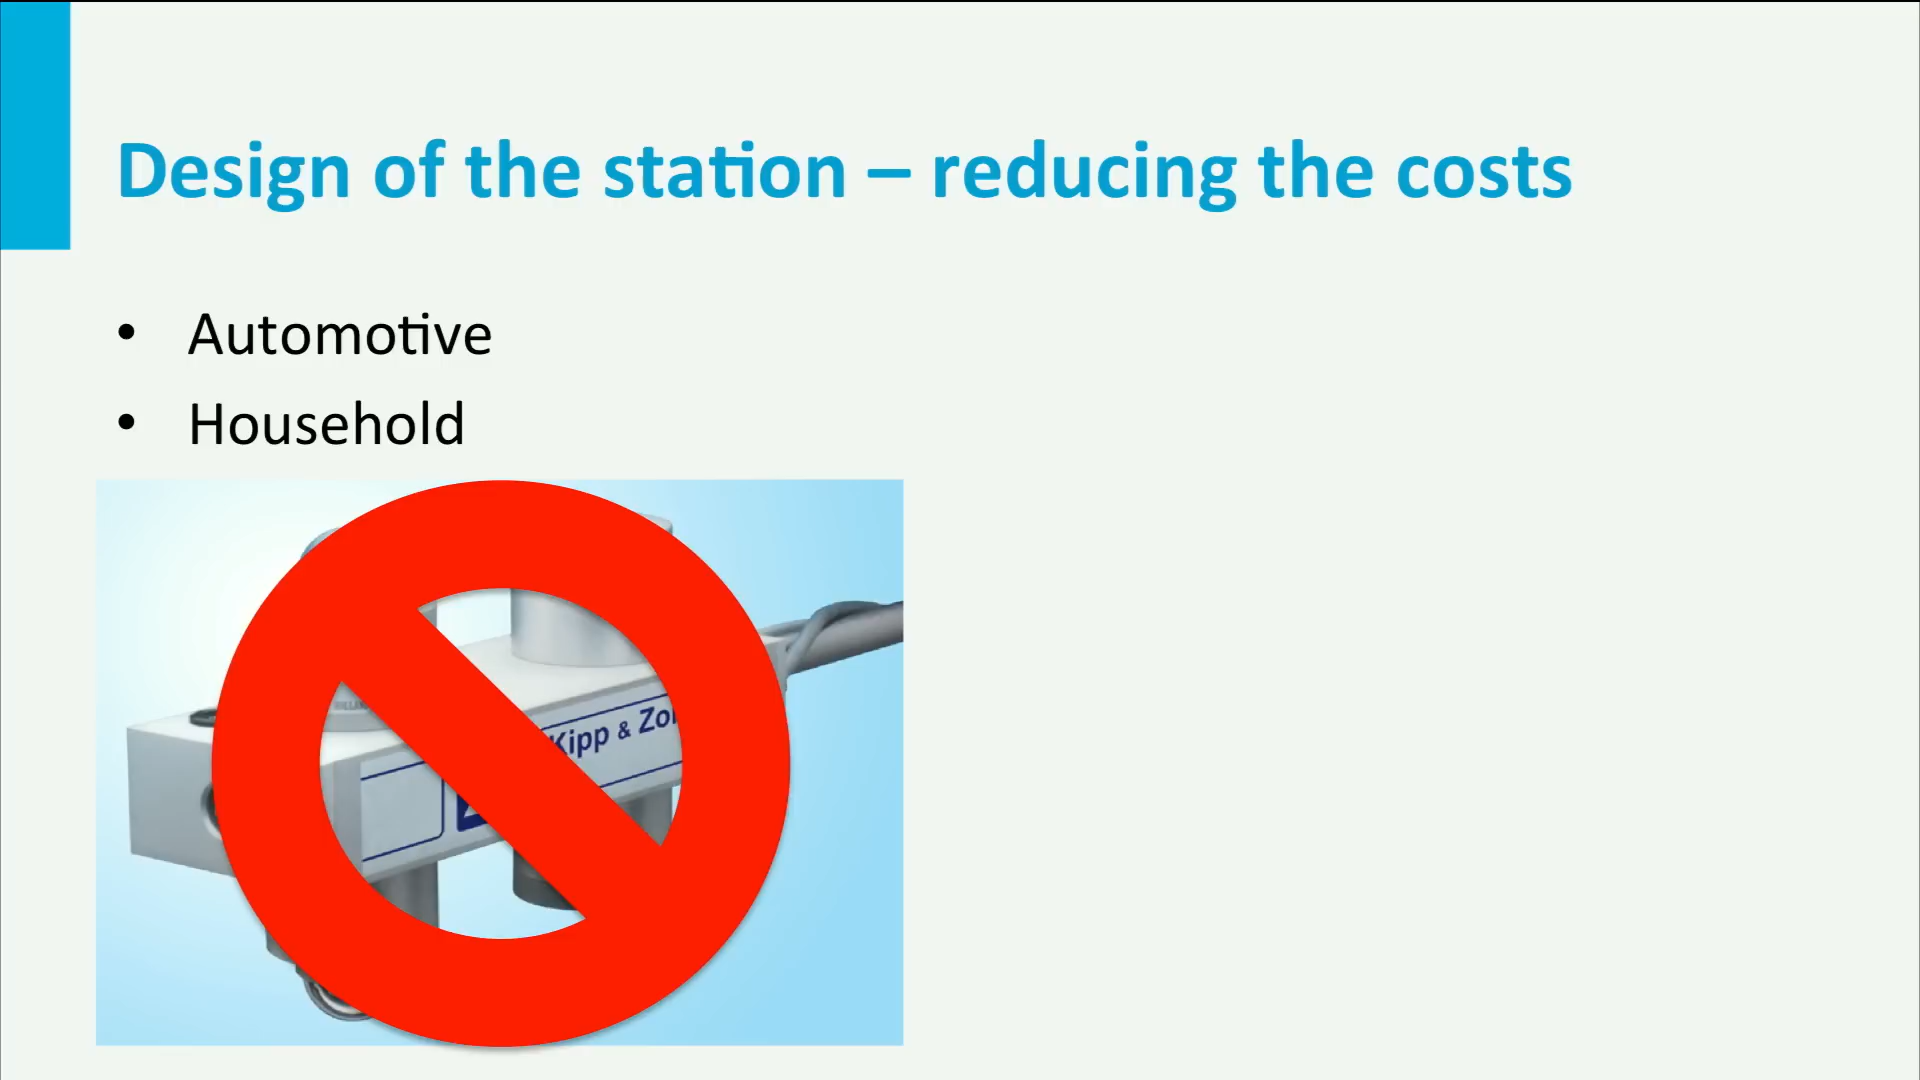 Design of the station – reducing the costs
• Automotive
• Household
Kipp & Zo